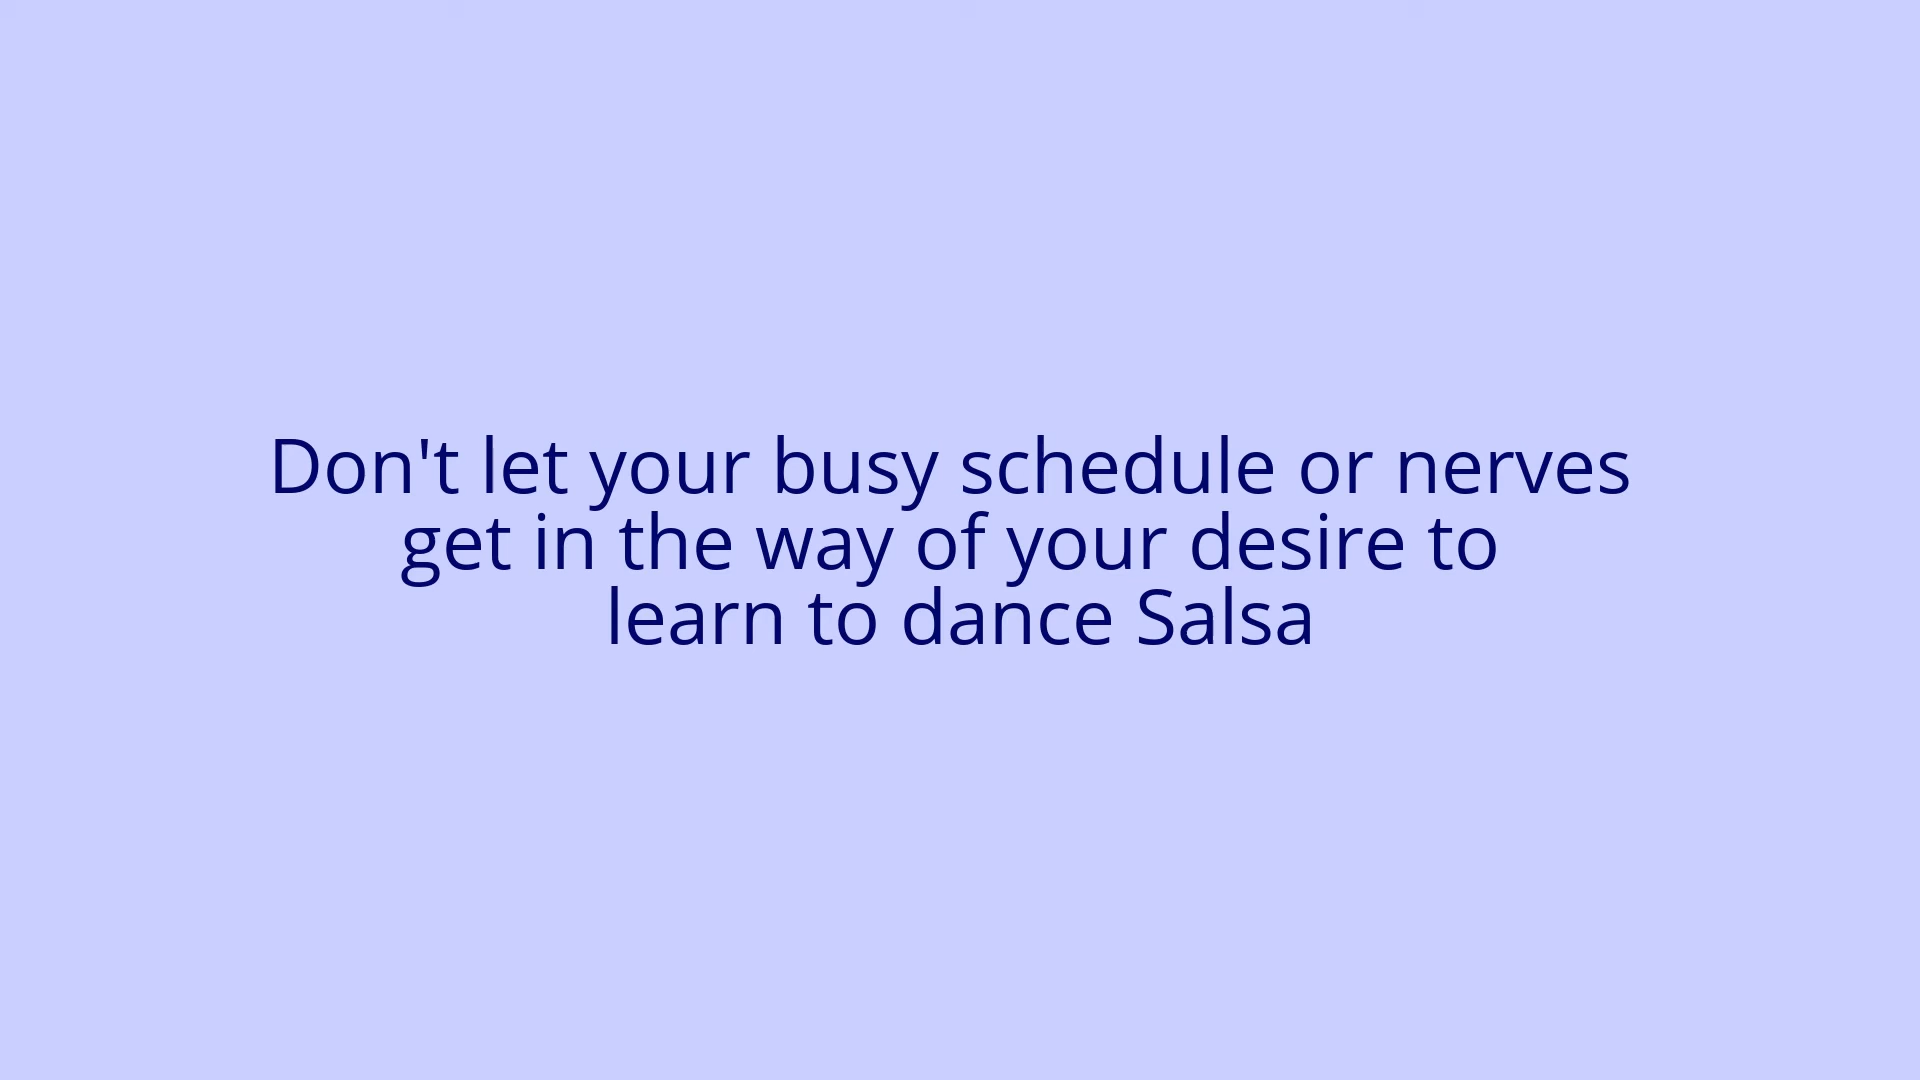 Don't let your busy schedule or nerves
get in the way of your desire to
learn to dance Salsa